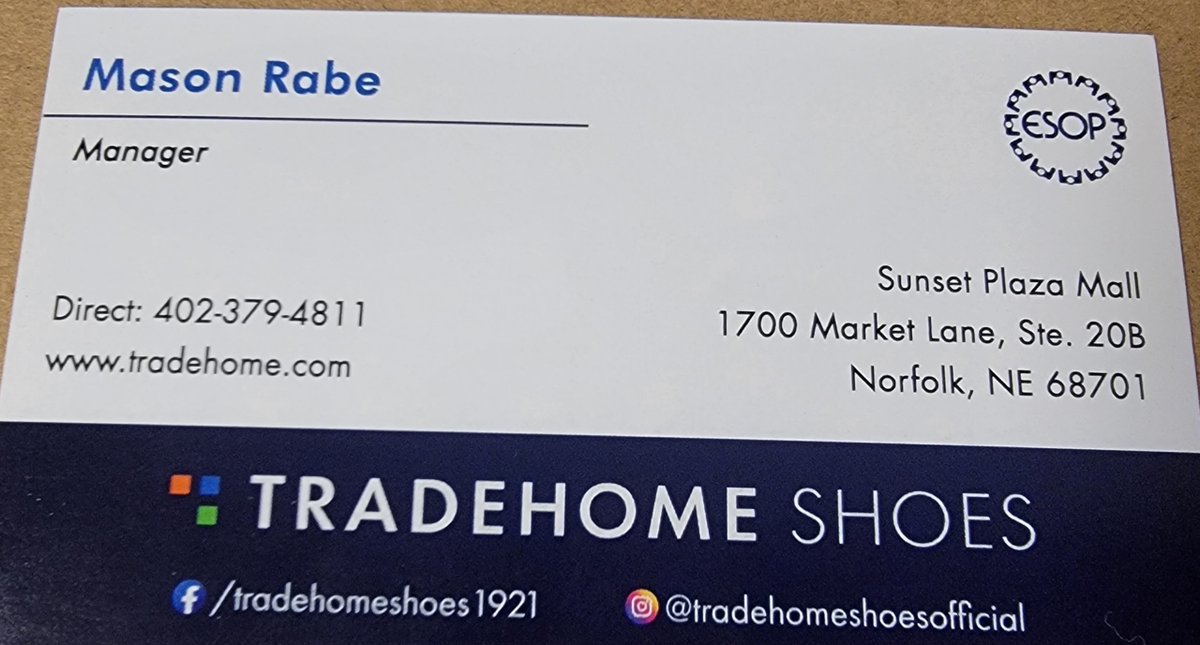 Mason Rabe
Manager
ESOP
Direct: 402-379-4811
www.tradehome.com
Sunset Plaza Mall
1700 Market Lane, Ste. 20B
Norfolk, NE 68701
TRADEHOME SHOES
/tradehomeshoes1921
@tradehomeshoesofficial